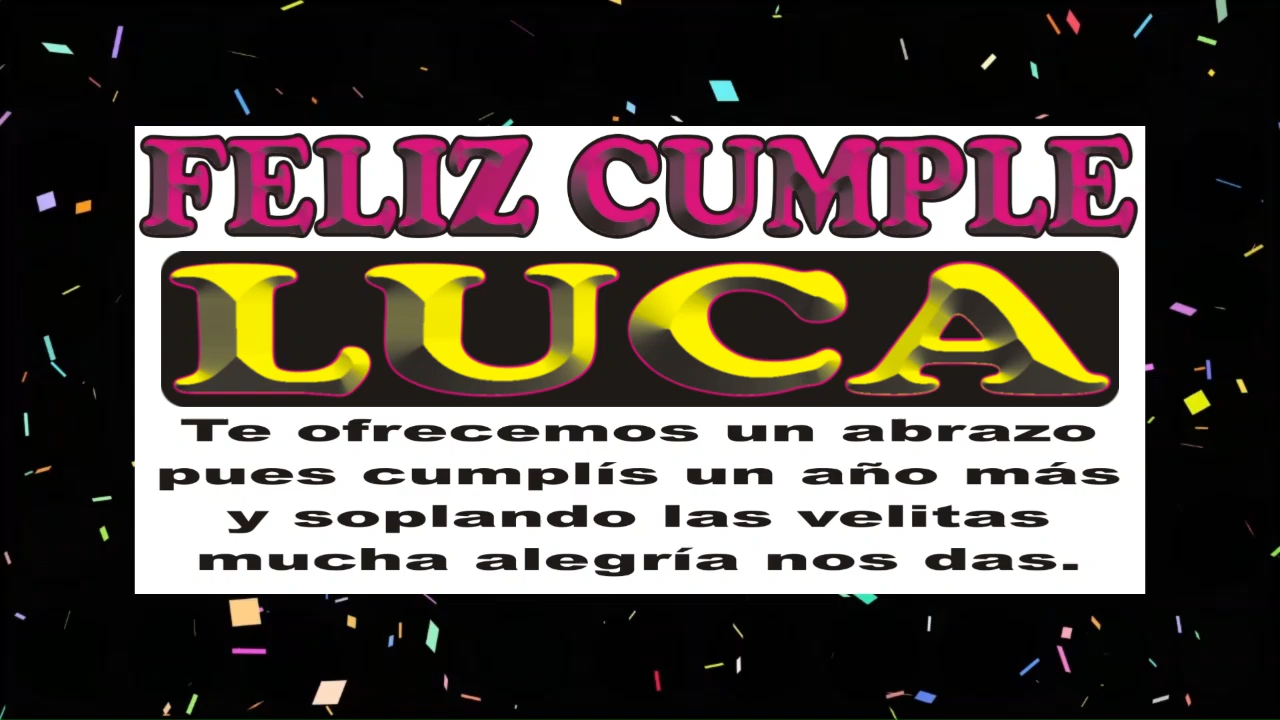 FELIZ CUMPLE
LUCA
Te ofrecemos un abrazo
pues cumplís un año más
y soplando las velitas
mucha alegría nos das.